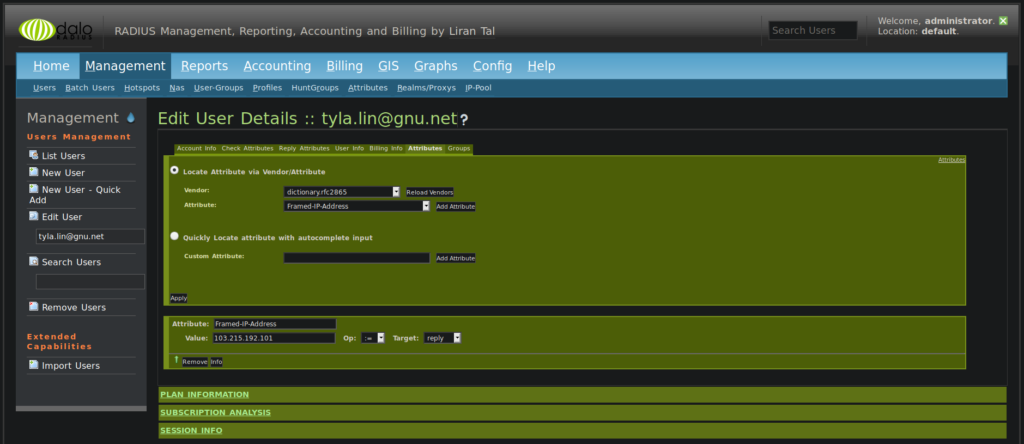 dalo
RADIUS
RADIUS Management, Reporting, Accounting and Billing by Liran Tal
Search Users
Welcome, administrator.
Location: default.
Home Management Reports Accounting Billing GIS Graphs Config Help
Users Batch Users Hotspots Nas User-Groups Profiles HuntGroups Attributes Realms/Proxys IP-Pool
Management
Users Management
List Users
New User
New User - Quick
Add
Edit User
tyla.lin@gnu.net
Search Users
Remove Users
Extended
Capabilities
Import Users
Edit User Details :: tyla.lin@gnu.net?
Account Info Check Attributes Reply Attributes User Info Billing Info Attributes Groups
Attributes
Locate Attribute via Vendor/Attribute
Vendor: dictionary.rfc2865 Reload Vendors
Attribute: Framed-IP-Address Add Attribute
Quickly Locate attribute with autocomplete input
Custom Attribute: Add Attribute
Apply
Attribute: Framed-IP-Address
Value: 103.215.192.101 Op: := Target: reply
Remove Info
PLAN INFORMATION
SUBSCRIPTION ANALYSIS
SESSION INFO